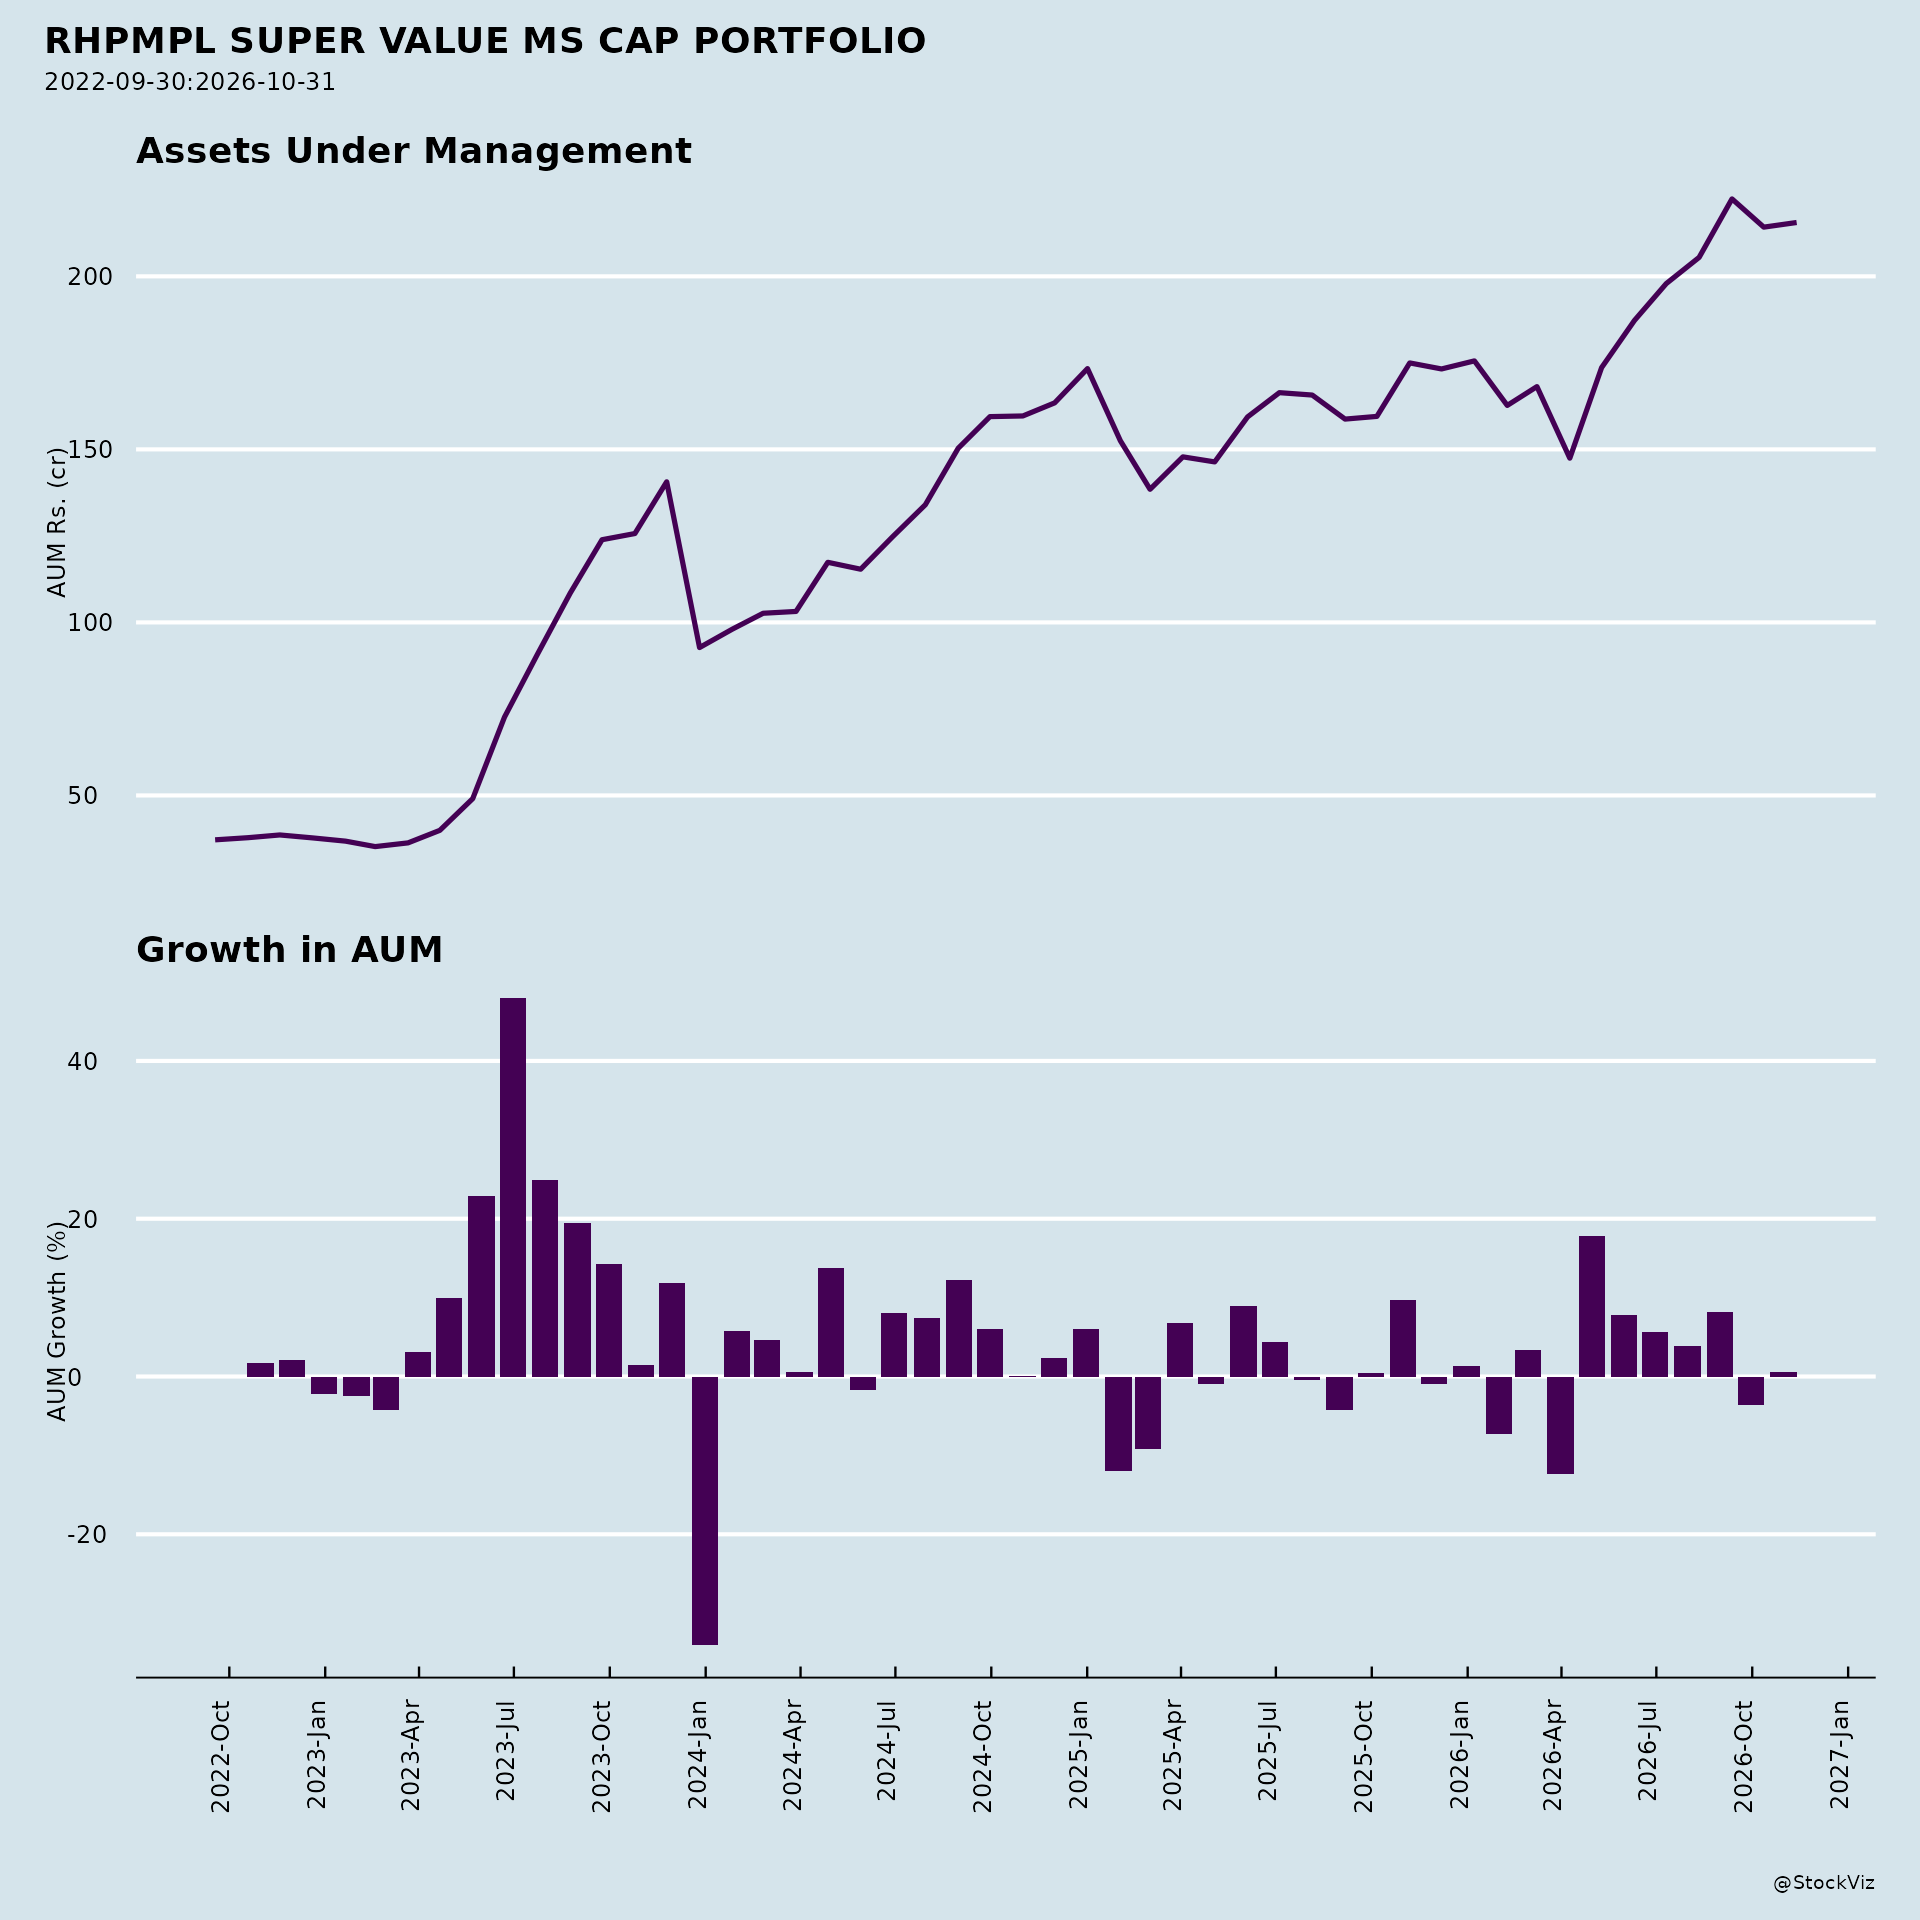 RHPMPL SUPER VALUE MS CAP PORTFOLIO
2022-09-30:2026-10-31
Assets Under Management
AUM Rs. (cr)
200
150
100
50
Growth in AUM
AUM Growth (%)
40
20
0
-20
2022-Oct
2023-Jan
2023-Apr
2023-Jul
2023-Oct
2024-Jan
2024-Apr
2024-Jul
2024-Oct
2025-Jan
2025-Apr
2025-Jul
2025-Oct
2026-Jan
2026-Apr
2026-Jul
2026-Oct
2027-Jan
@StockViz